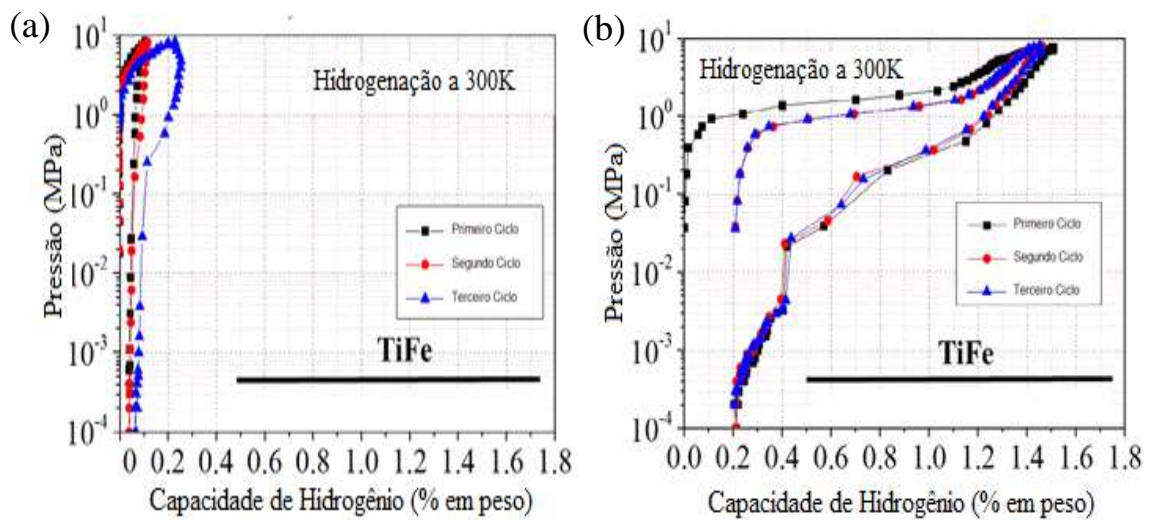 (a)
Pressão (MPa)
10¹
10⁰
10⁻¹
10⁻²
10⁻³
10⁻⁴
Hidrogenação a 300K
Primeiro Ciclo
Segundo Ciclo
Terceiro Ciclo
TiFe
0 0.2 0.4 0.6 0.8 1.0 1.2 1.4 1.6 1.8
Capacidade de Hidrogênio (% em peso)
(b)
Pressão (MPa)
10¹
10⁰
10⁻¹
10⁻²
10⁻³
10⁻⁴
Hidrogenação a 300K
Primeiro Ciclo
Segundo Ciclo
Terceiro Ciclo
TiFe
0.0 0.2 0.4 0.6 0.8 1.0 1.2 1.4 1.6 1.8
Capacidade de Hidrogênio (% em peso)